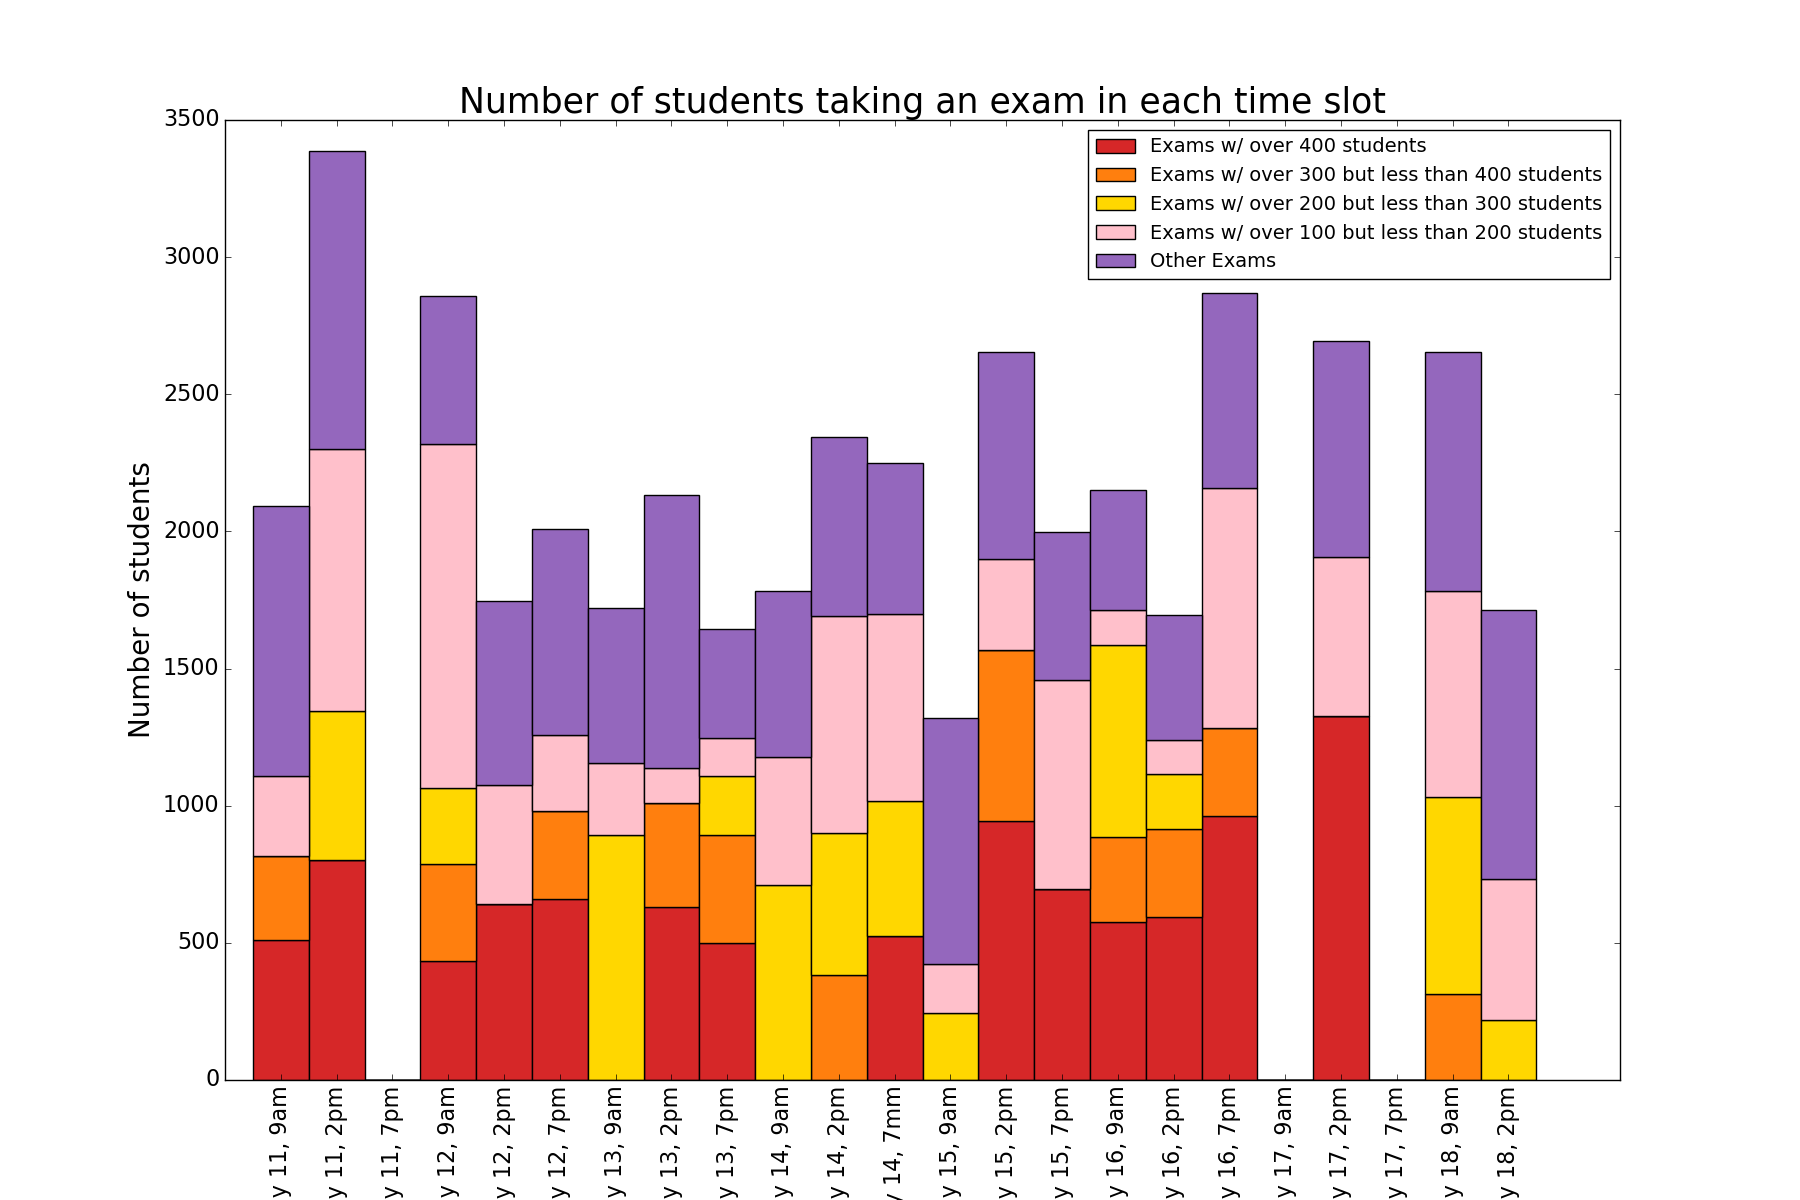 Number of students taking an exam in each time slot
3500
3000
2500
2000
1500
1000
500
0
Number of students
Exams w/ over 400 students
Exams w/ over 300 but less than 400 students
Exams w/ over 200 but less than 300 students
Exams w/ over 100 but less than 200 students
Other Exams
y 11, 9am
y 11, 2pm
y 11, 7pm
y 12, 9am
y 12, 2pm
y 12, 7pm
y 13, 9am
y 13, 2pm
y 13, 7pm
y 14, 9am
y 14, 2pm
y 14, 7mm
y 15, 9am
y 15, 2pm
y 15, 7pm
y 16, 9am
y 16, 2pm
y 16, 7pm
y 17, 9am
y 17, 2pm
y 17, 7pm
y 18, 9am
y 18, 2pm